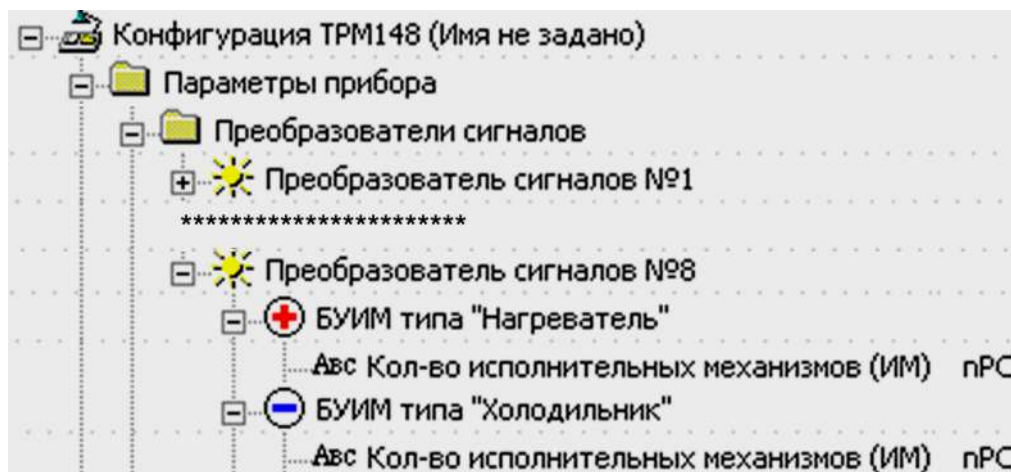 Конфигурация ТРМ148 (Имя не задано)
Параметры прибора
Преобразователи сигналов
Преобразователь сигналов №1
***********************
Преобразователь сигналов №8
БУИМ типа "Нагреватель"
Авс Кол-во исполнительных механизмов (ИМ) nPC
БУИМ типа "Холодильник"
Авс Кол-во исполнительных механизмов (ИМ) nPC